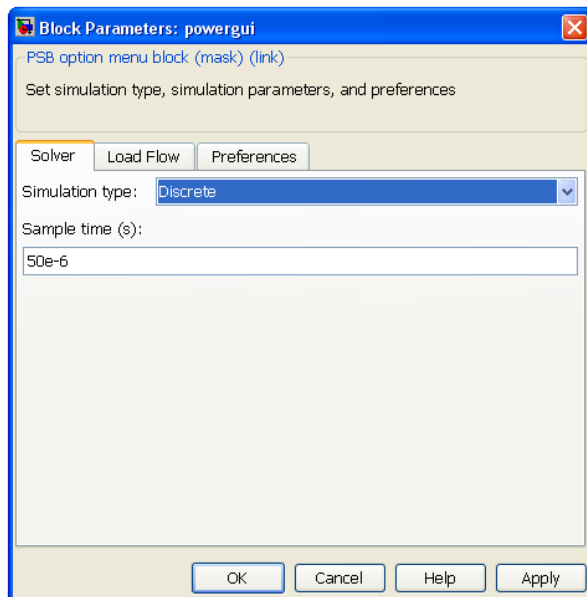 Block Parameters: powergui
PSB option menu block (mask) (link)
Set simulation type, simulation parameters, and preferences
Solver Load Flow Preferences
Simulation type: Discrete
Sample time (s):
50e-6
OK Cancel Help Apply